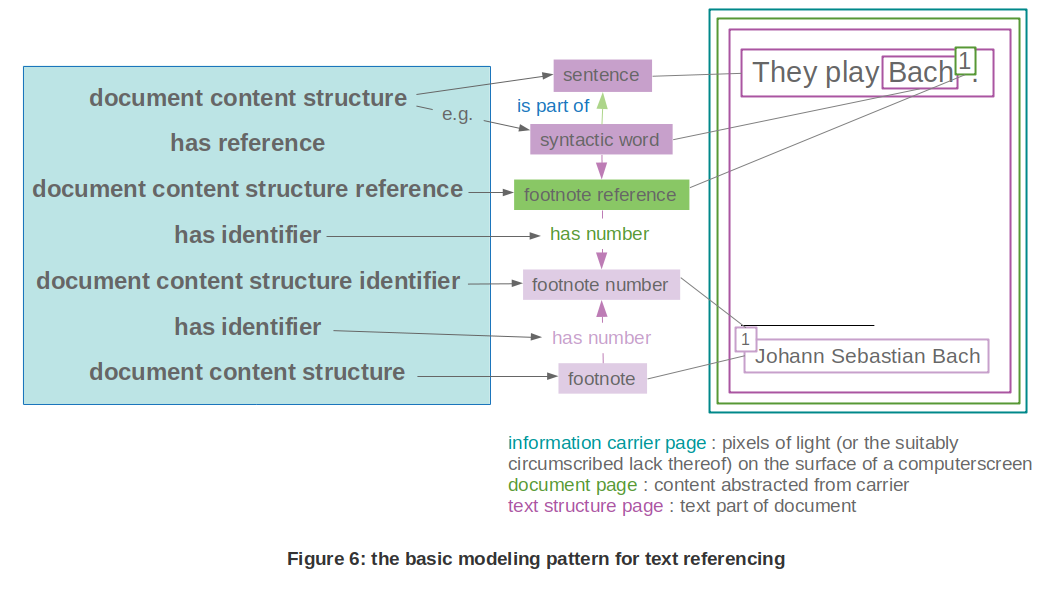 document content structure
e.g.
has reference
document content structure reference
has identifier
document content structure identifier
has identifier
document content structure
sentence
is part of
syntactic word
footnote reference
has number
footnote number
has number
footnote
They play Bach 1 .
1
Johann Sebastian Bach
information carrier page : pixels of light (or the suitably
circumscribed lack thereof) on the surface of a computerscreen
document page : content abstracted from carrier
text structure page : text part of document
Figure 6: the basic modeling pattern for text referencing